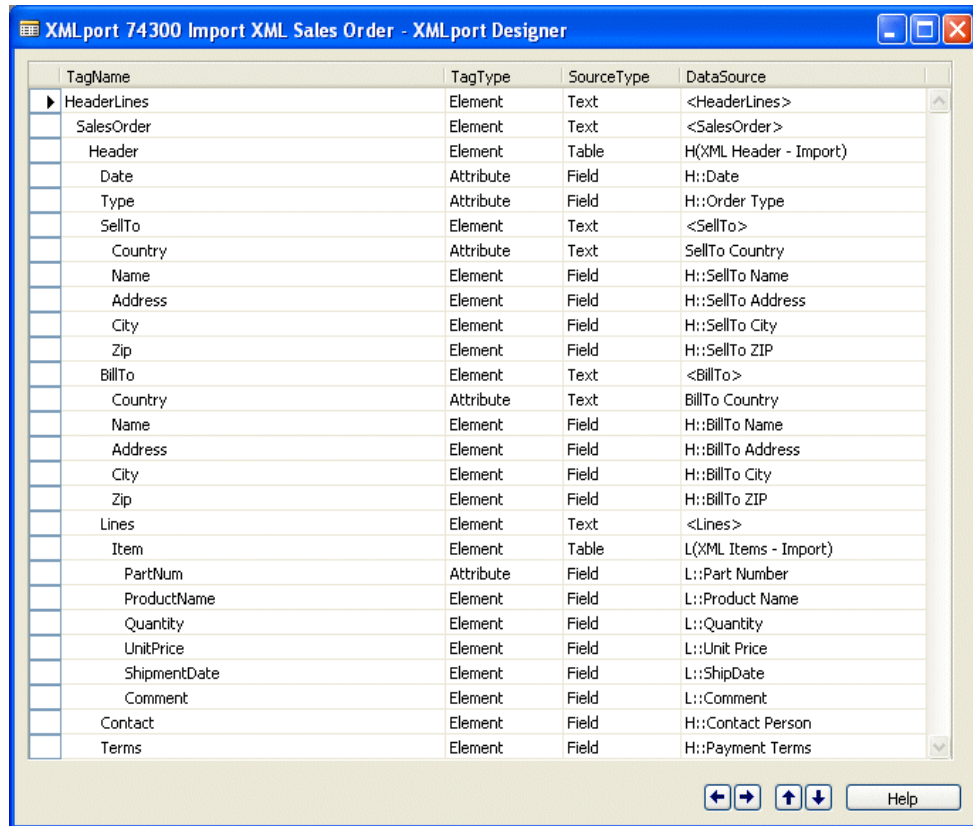 XMLport 74300 Import XML Sales Order - XMLport Designer
TagName TagType SourceType DataSource
HeaderLines Element Text <HeaderLines>
SalesOrder Element Text <SalesOrder>
Header Element Table H(XML Header - Import)
Date Attribute Field H::Date
Type Attribute Field H::Order Type
SellTo Element Text <SellTo>
Country Attribute Text SellTo Country
Name Element Field H::SellTo Name
Address Element Field H::SellTo Address
City Element Field H::SellTo City
Zip Element Field H::SellTo ZIP
BillTo Element Text <BillTo>
Country Attribute Text BillTo Country
Name Element Field H::BillTo Name
Address Element Field H::BillTo Address
City Element Field H::BillTo City
Zip Element Field H::BillTo ZIP
Lines Element Text <Lines>
Item Element Table L(XML Items - Import)
PartNum Attribute Field L::Part Number
ProductName Element Field L::Product Name
Quantity Element Field L::Quantity
UnitPrice Element Field L::Unit Price
ShipmentDate Element Field L::ShipDate
Comment Element Field L::Comment
Contact Element Field H::Contact Person
Terms Element Field H::Payment Terms
Help